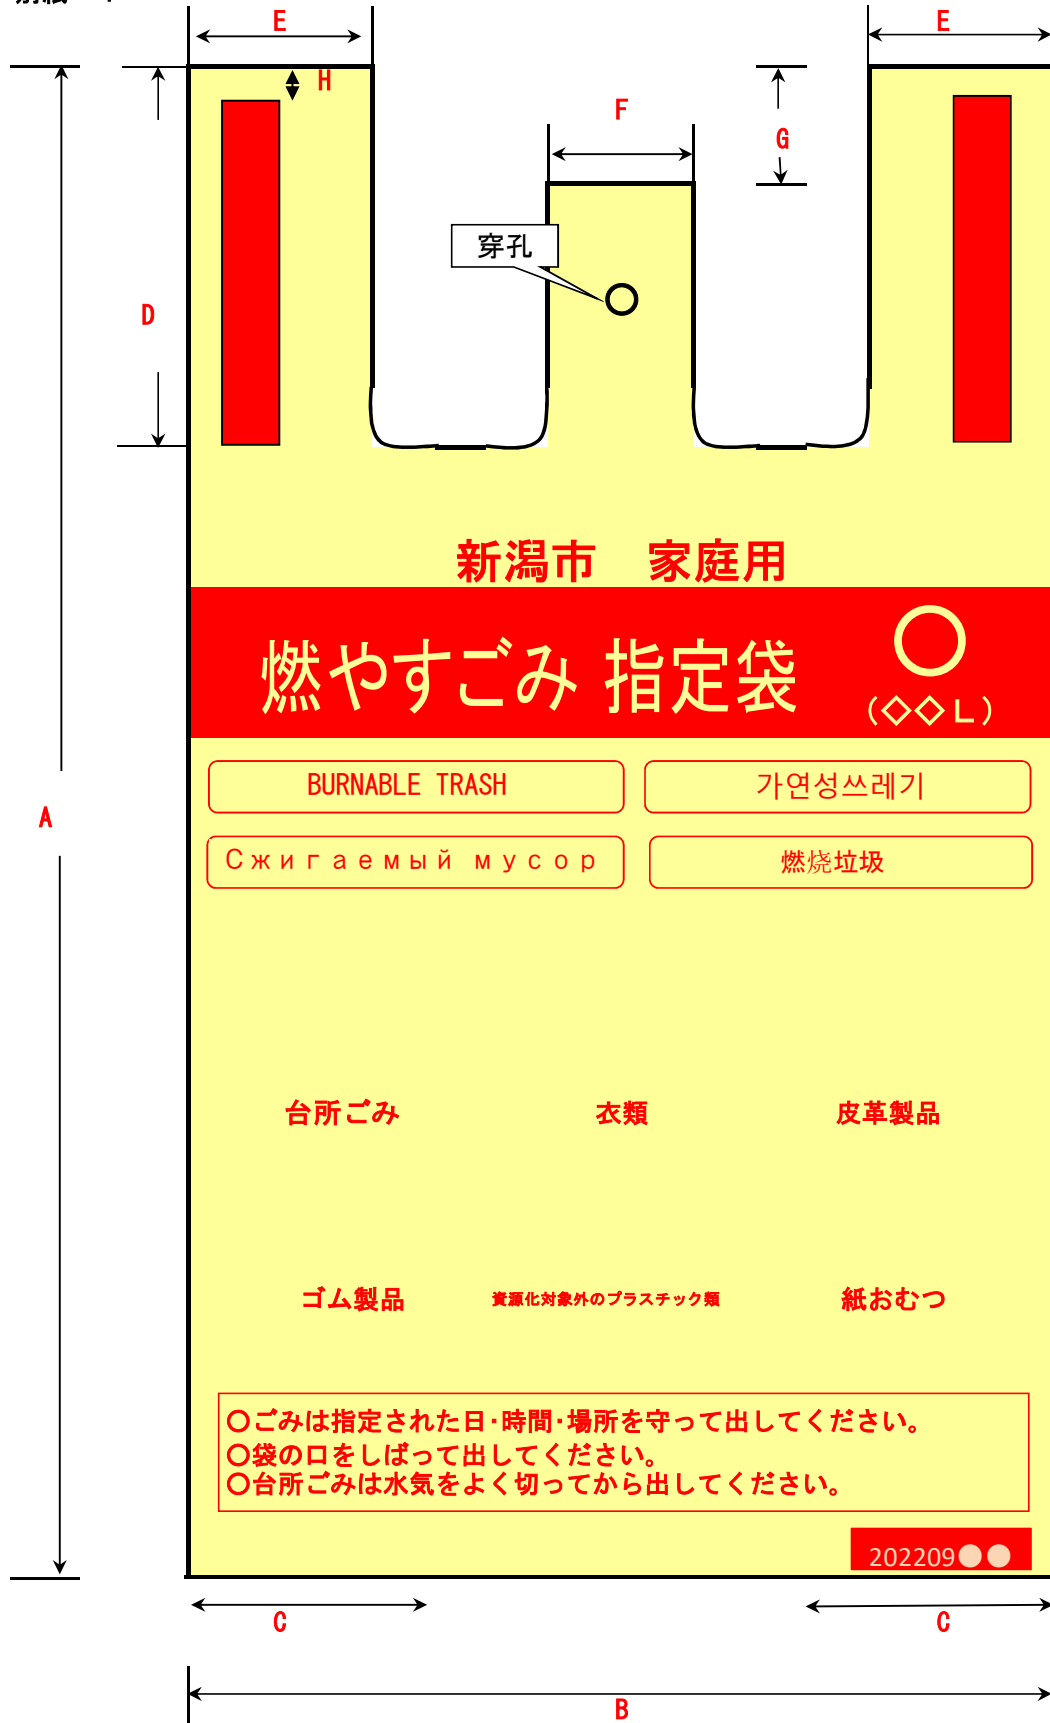 E
E
H
F
G
穿孔
D
新潟市　家庭用
燃やすごみ 指定袋 ○
(◇◇L)
BURNABLE TRASH
가연성쓰레기
A
Сжигаемый мусор
燃烧垃圾
台所ごみ
衣類
皮革製品
ゴム製品
資源化対象外のプラスチック類
紙おむつ
○ごみは指定された日・時間・場所を守って出してください。
○袋の口をしばって出してください。
○台所ごみは水気をよく切ってから出してください。
202209●●
C
C
B